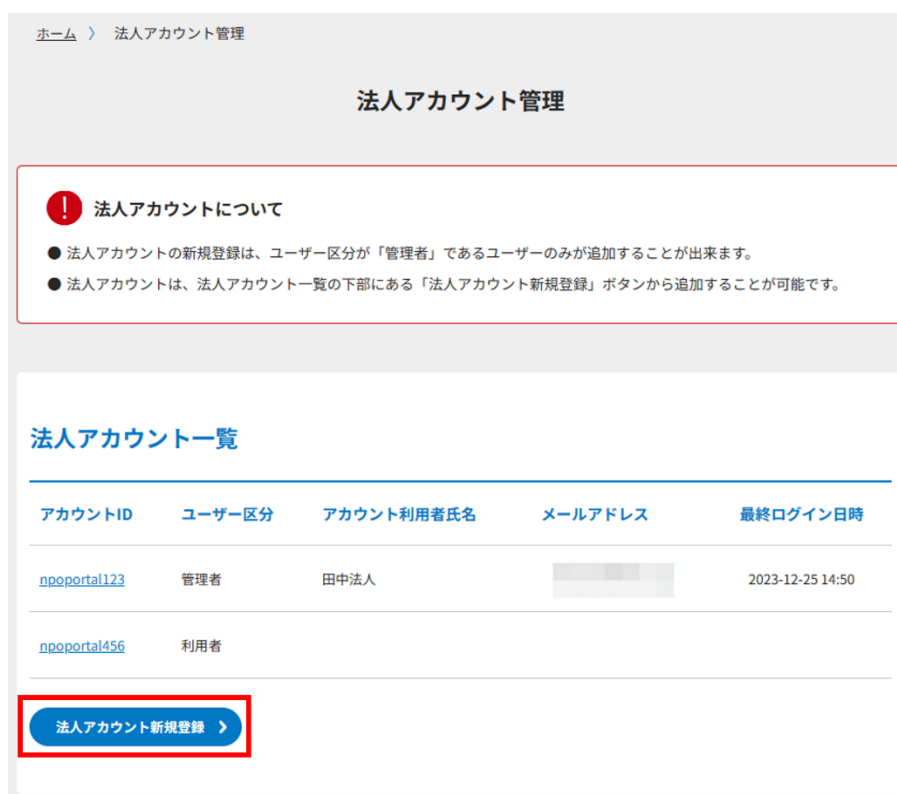 ホーム 〉 法人アカウント管理
法人アカウント管理
! 法人アカウントについて
● 法人アカウントの新規登録は、ユーザー区分が「管理者」であるユーザーのみが追加することが出来ます。
● 法人アカウントは、法人アカウント一覧の下部にある「法人アカウント新規登録」ボタンから追加することが可能です。
法人アカウント一覧
アカウントID ユーザー区分 アカウント利用者氏名 メールアドレス 最終ログイン日時
npoportal123 管理者 田中法人 2023-12-25 14:50
npoportal456 利用者
法人アカウント新規登録 ❯